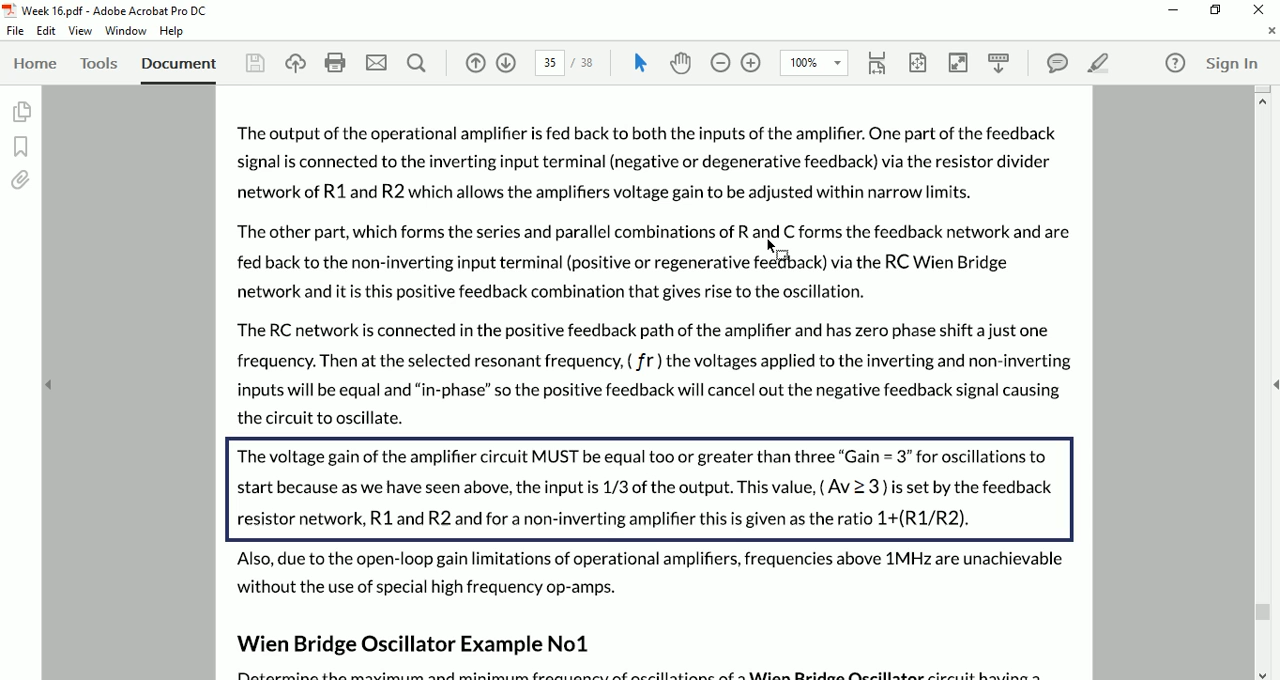 Week 16.pdf - Adobe Acrobat Pro DC
File Edit View Window Help
Home Tools Document 35 / 38 100% Sign In
The output of the operational amplifier is fed back to both the inputs of the amplifier. One part of the feedback
signal is connected to the inverting input terminal (negative or degenerative feedback) via the resistor divider
network of R1 and R2 which allows the amplifiers voltage gain to be adjusted within narrow limits.
The other part, which forms the series and parallel combinations of R and C forms the feedback network and are
fed back to the non-inverting input terminal (positive or regenerative feedback) via the RC Wien Bridge
network and it is this positive feedback combination that gives rise to the oscillation.
The RC network is connected in the positive feedback path of the amplifier and has zero phase shift a just one
frequency. Then at the selected resonant frequency, ( ƒr ) the voltages applied to the inverting and non-inverting
inputs will be equal and “in-phase” so the positive feedback will cancel out the negative feedback signal causing
the circuit to oscillate.
The voltage gain of the amplifier circuit MUST be equal too or greater than three “Gain = 3” for oscillations to
start because as we have seen above, the input is 1/3 of the output. This value, ( Av ≥ 3 ) is set by the feedback
resistor network, R1 and R2 and for a non-inverting amplifier this is given as the ratio 1+(R1/R2).
Also, due to the open-loop gain limitations of operational amplifiers, frequencies above 1MHz are unachievable
without the use of special high frequency op-amps.
Wien Bridge Oscillator Example No1
Determine the maximum and minimum frequency of oscillations of a Wien Bridge Oscillator circuit having a